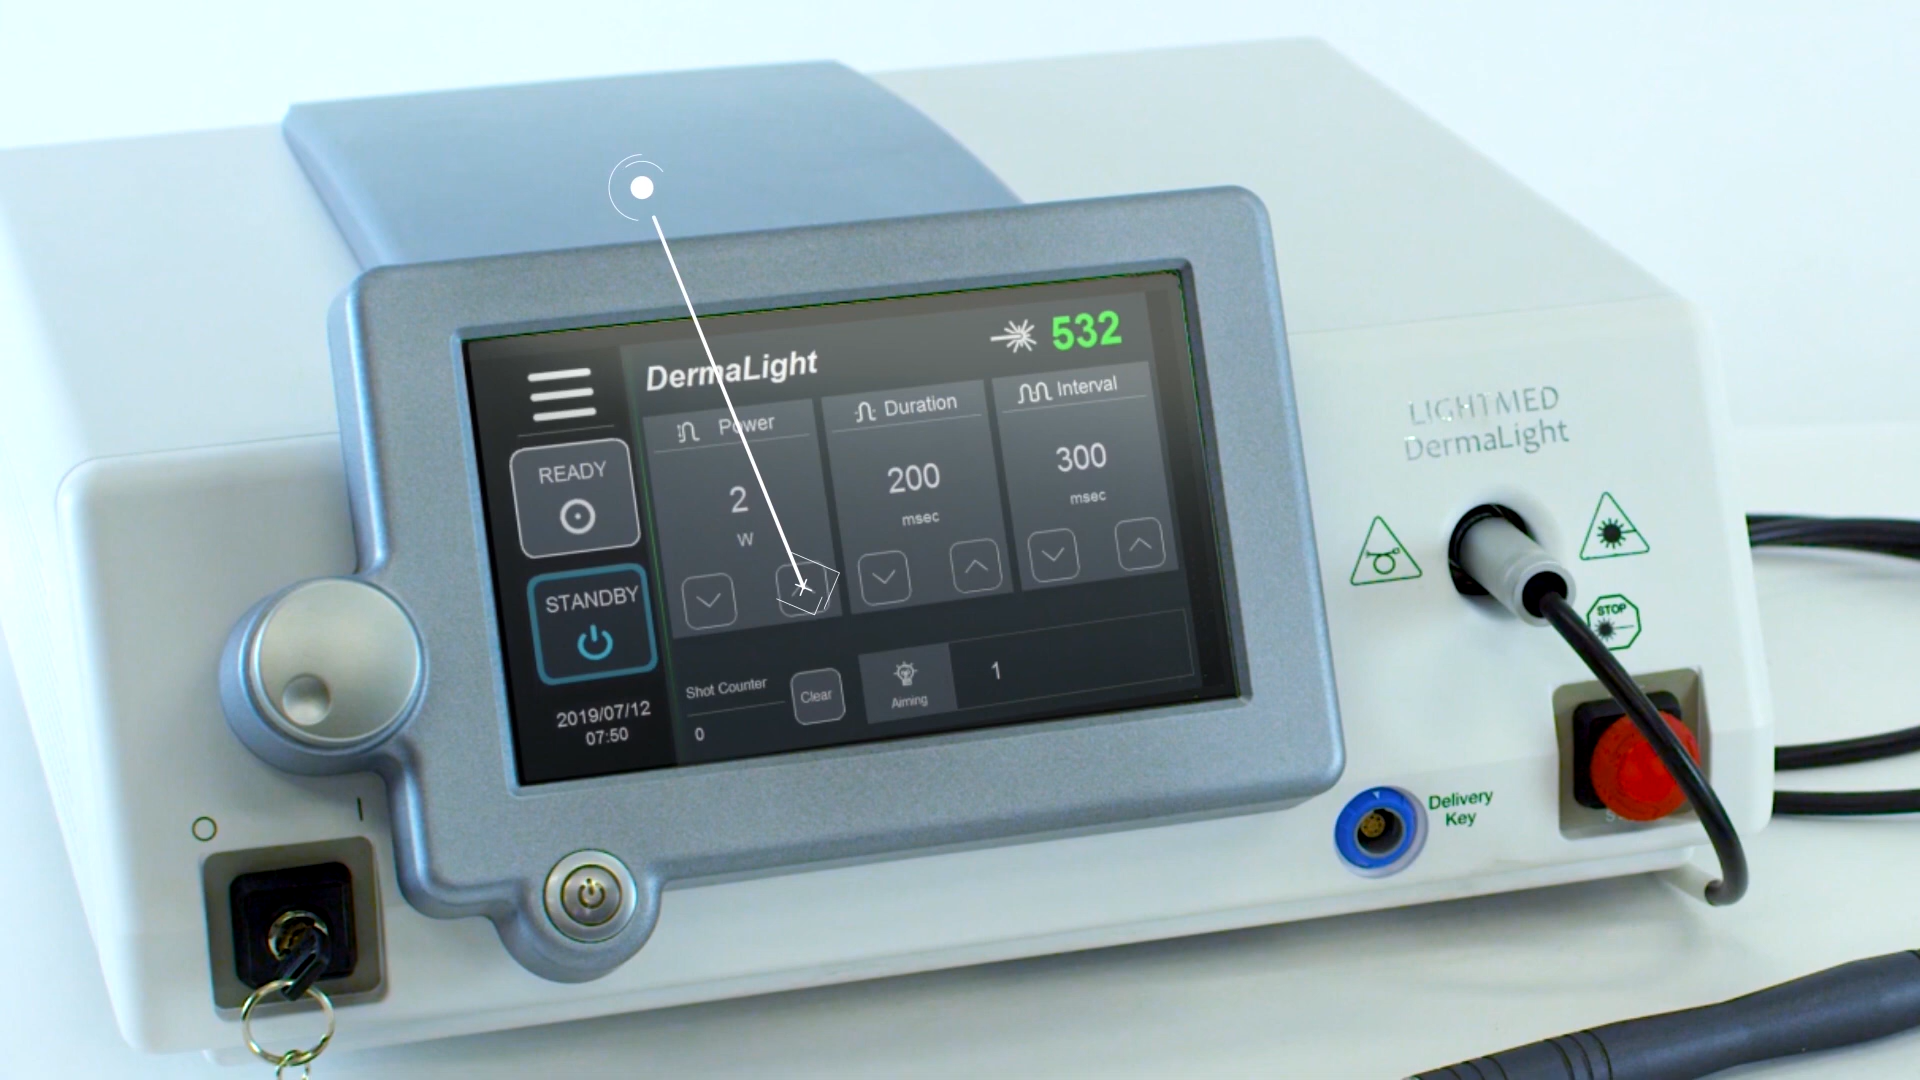 DermaLight
532
Power
Duration
Interval
2
W
200
msec
300
msec
READY
STANDBY
2019/07/12
07:50
Shot Counter
0
Clear
Aiming
1
LIGHTMED
DermaLight
STOP
Delivery
Key